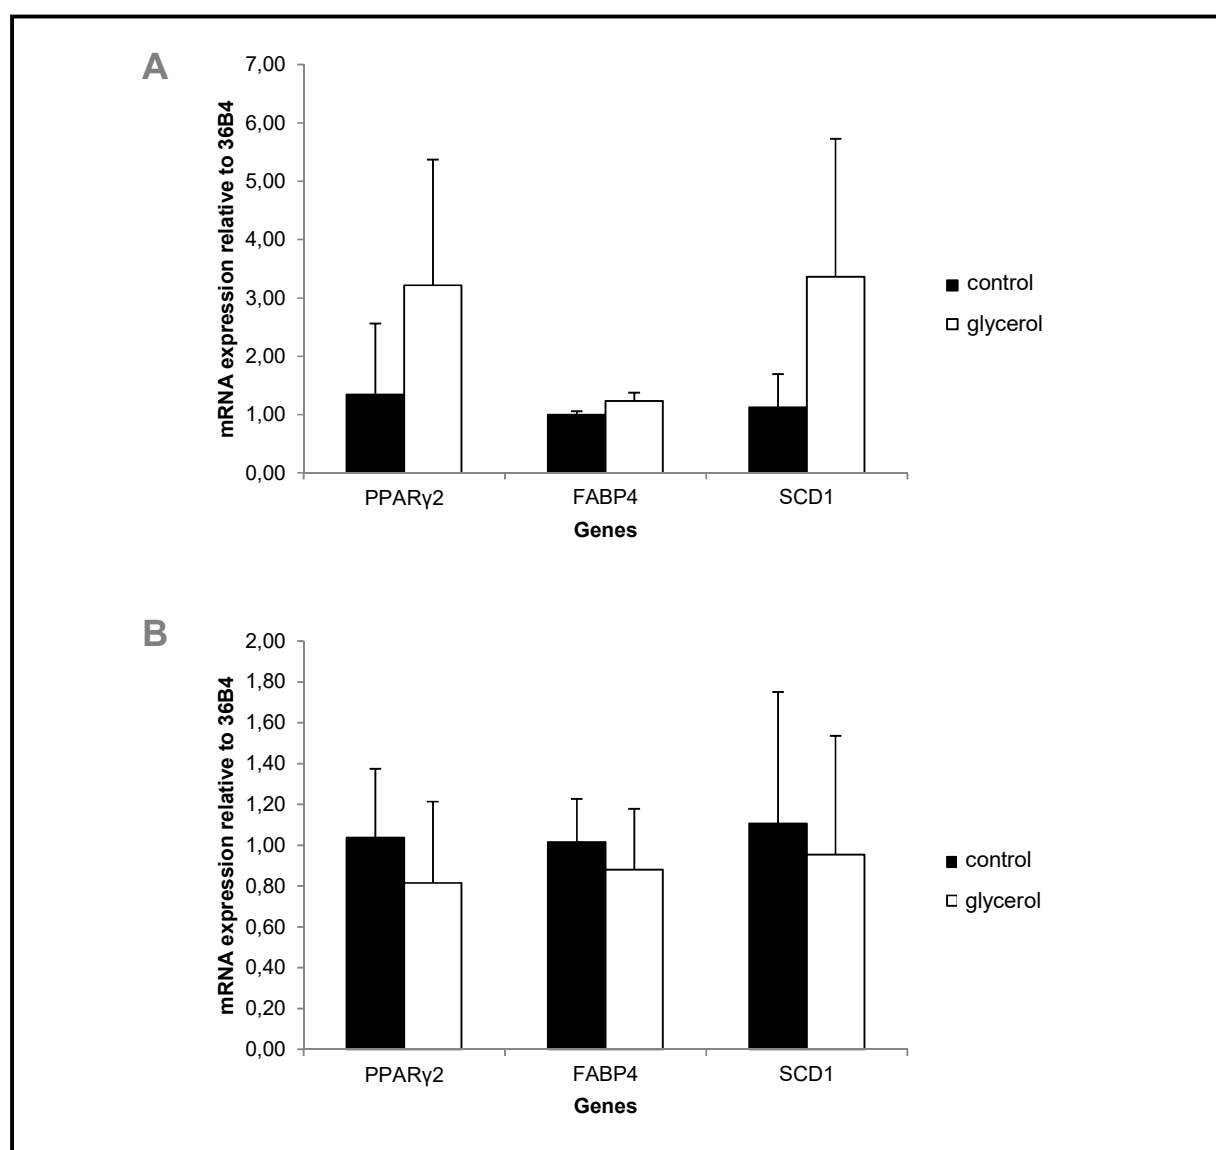 A
mRNA expression relative to 36B4
7,00
6,00
5,00
4,00
3,00
2,00
1,00
0,00
PPARγ2 FABP4 SCD1
Genes
control
glycerol
B
mRNA expression relative to 36B4
2,00
1,80
1,60
1,40
1,20
1,00
0,80
0,60
0,40
0,20
0,00
PPARγ2 FABP4 SCD1
Genes
control
glycerol